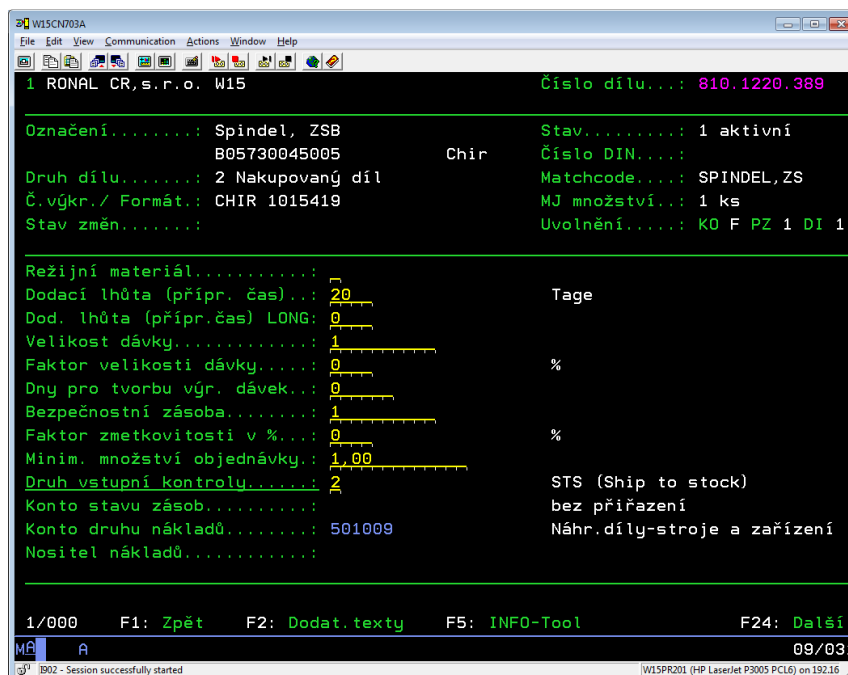 W15CN703A
File Edit View Communication Actions Window Help
1 RONAL CR,s.r.o. W15 Číslo dílu...: 810.1220.389
Označení........: Spindel, ZSB Stav.........: 1 aktivní
B05730045005 Chir Číslo DIN....:
Druh dílu.......: 2 Nakupovaný díl Matchcode....: SPINDEL,ZS
Č.výkr./ Formát.: CHIR 1015419 MJ množství..: 1 ks
Stav změn.......: Uvolnění.....: KO F PZ 1 DI 1
Režijní materiál...........:
Dodací lhůta (přípr. čas)..: 20 Tage
Dod. lhůta (přípr.čas) LONG: 0
Velikost dávky.............: 1
Faktor velikosti dávky.....: 0 %
Dny pro tvorbu výr. dávek..: 0
Bezpečnostní zásoba........: 1
Faktor zmetkovitosti v %...: 0 %
Minim. množství objednávky.: 1,00
Druh vstupní kontroly......: 2 STS (Ship to stock)
Konto stavu zásob..........: bez přiřazení
Konto druhu nákladů........: 501009 Náhr.díly-stroje a zařízení
Nositel nákladů............:
1/000 F1: Zpět F2: Dodat.texty F5: INFO-Tool F24: Další
MA A 09/03
I902 - Session successfully started W15PR201 (HP LaserJet P3005 PCL6) on 192.16